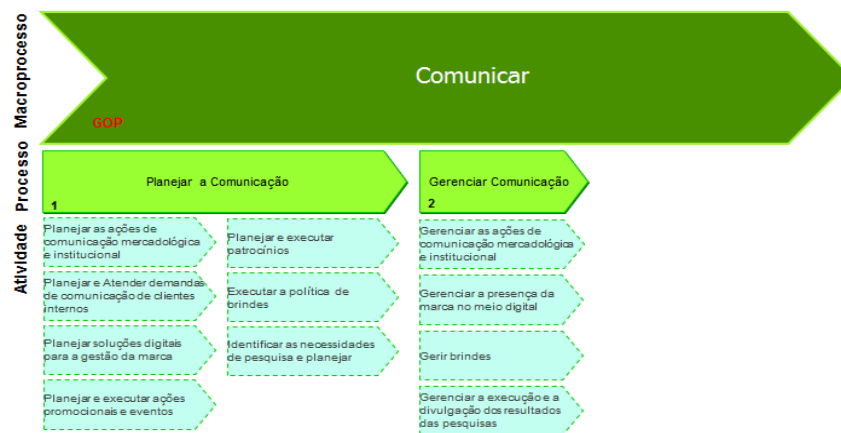 Macroprocesso
Comunicar
GOP
Processo
Planejar a Comunicação
1
Gerenciar Comunicação
2
Atividade
Planejar as ações de
comunicação mercadológica
e institucional
Planejar e Atender demandas
de comunicação de clientes
internos
Planejar soluções digitais
para a gestão da marca
Planejar e executar ações
promocionais e eventos
Planejar e executar
patrocínios
Executar a política de
brindes
Identificar as necessidades
de pesquisa e planejar
Gerenciar as ações de
comunicação mercadológica
e institucional
Gerenciar a presença da
marca no meio digital
Gerir brindes
Gerenciar a execução e a
divulgação dos resultados
das pesquisas